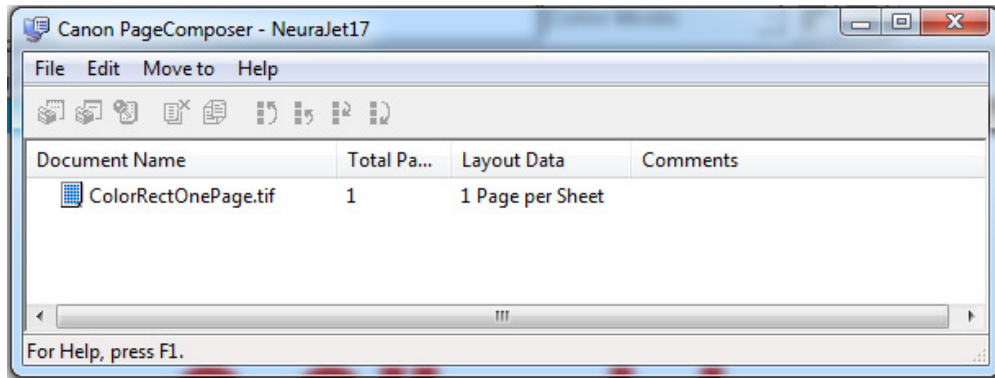 Canon PageComposer - NeuraJet17
File Edit Move to Help
Document Name Total Pa... Layout Data Comments
ColorRectOnePage.tif 1 1 Page per Sheet
For Help, press F1.